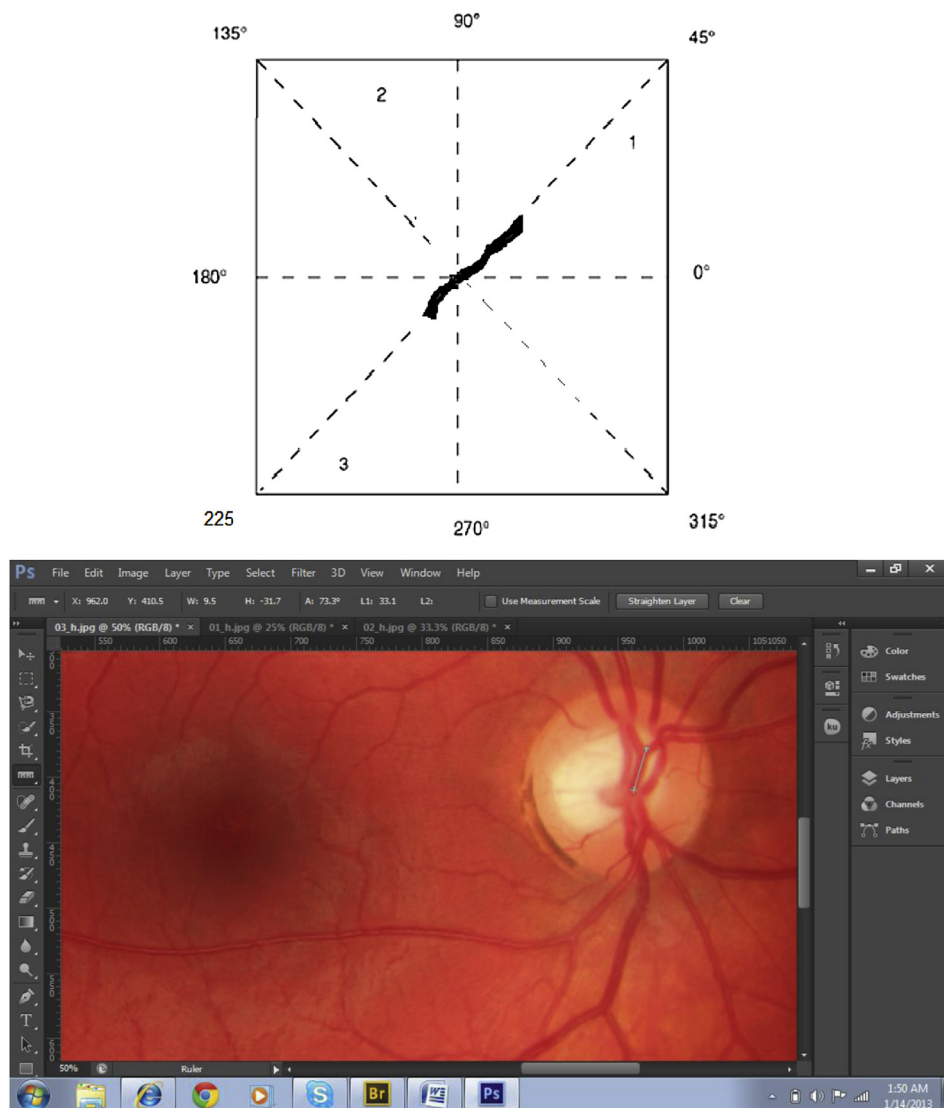 90°
135° 45°
2
1
180° 0°
3
225 315°
270°
Ps File Edit Image Layer Type Select Filter 3D View Window Help
X: 962.0 Y: 410.5 W: 9.5 H: -31.7 A: 73.3° L1: 33.1 L2: Use Measurement Scale Straighten Layer Clear
03_h.jpg @ 50% (RGB/8) * × 01_h.jpg @ 25% (RGB/8) * × 02_h.jpg @ 33.3% (RGB/8) * ×
550 600 650 700 750 800 850 900 950 1000 1050 1050
Color
Swatches
Adjustments
Styles
Layers
Channels
Paths
ku
50% Ruler
Br Ps
1:50 AM
1/14/2013